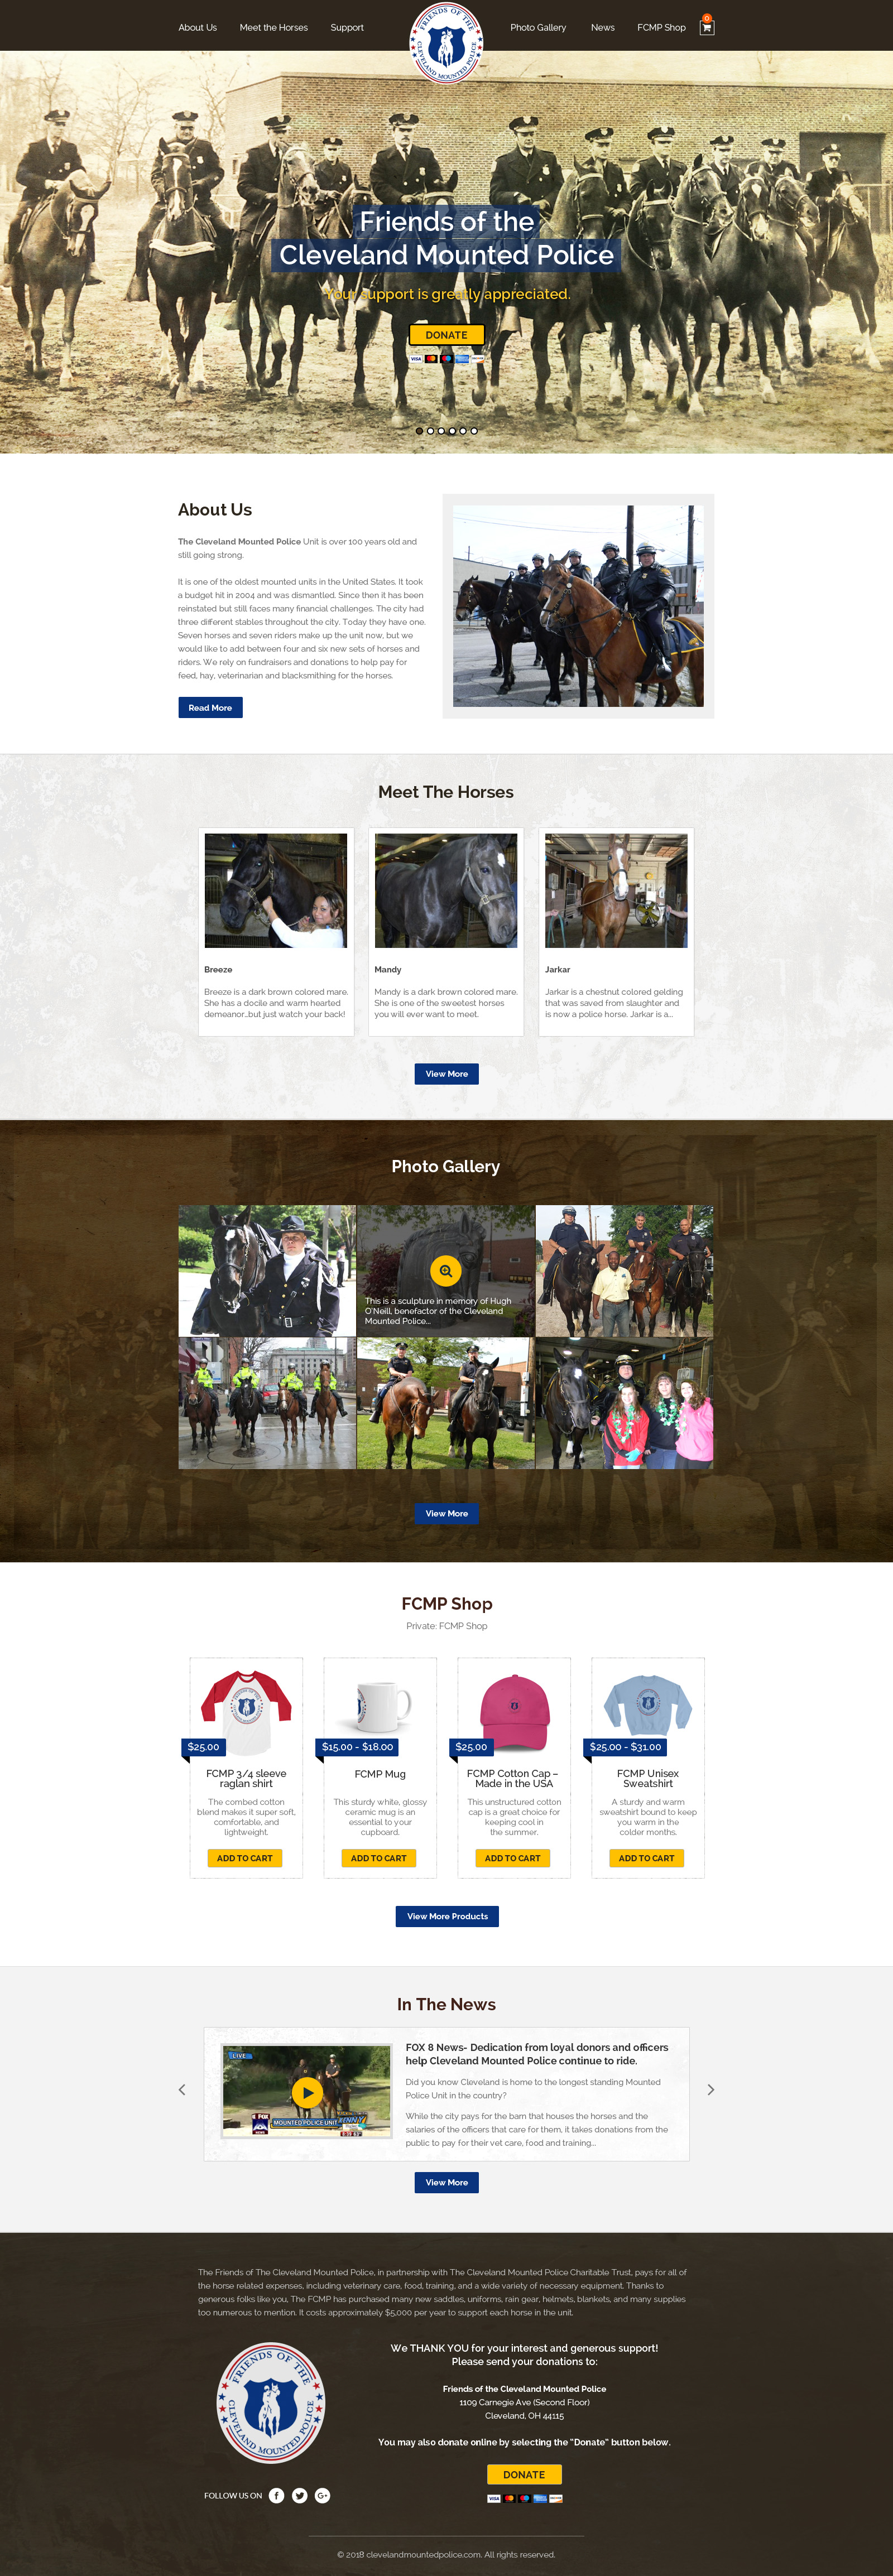 About Us
Meet the Horses
Support
FRIENDS OF THE
CLEVELAND MOUNTED POLICE
Photo Gallery
News
FCMP Shop
0
Friends of the
Cleveland Mounted Police
Your support is greatly appreciated.
DONATE
VISA
About Us
The Cleveland Mounted Police Unit is over 100 years old and
still going strong.
It is one of the oldest mounted units in the United States. It took
a budget hit in 2004 and was dismantled. Since then it has been
reinstated but still faces many financial challenges. The city had
three different stables throughout the city. Today they have one.
Seven horses and seven riders make up the unit now, but we
would like to add between four and six new sets of horses and
riders. We rely on fundraisers and donations to help pay for
feed, hay, veterinarian and blacksmithing for the horses.
Read More
Meet The Horses
Breeze
Breeze is a dark brown colored mare.
She has a docile and warm hearted
demeanor...but just watch your back!
Mandy
Mandy is a dark brown colored mare.
She is one of the sweetest horses
you will ever want to meet.
Jarkar
Jarkar is a chestnut colored gelding
that was saved from slaughter and
is now a police horse. Jarkar is a...
View More
Photo Gallery
This is a sculpture in memory of Hugh
O'Neill, benefactor of the Cleveland
Mounted Police...
View More
FCMP Shop
Private: FCMP Shop
$25.00
FCMP 3/4 sleeve
raglan shirt
The combed cotton
blend makes it super soft,
comfortable, and
lightweight.
ADD TO CART
$15.00 - $18.00
FCMP Mug
This sturdy white, glossy
ceramic mug is an
essential to your
cupboard.
ADD TO CART
$25.00
FCMP Cotton Cap –
Made in the USA
This unstructured cotton
cap is a great choice for
keeping cool in
the summer.
ADD TO CART
$25.00 - $31.00
FCMP Unisex
Sweatshirt
A sturdy and warm
sweatshirt bound to keep
you warm in the
colder months.
ADD TO CART
View More Products
In The News
LIVE
FOX
MOUNTED POLICE UNIT
KENNY
FOX 8 News- Dedication from loyal donors and officers
help Cleveland Mounted Police continue to ride.
Did you know Cleveland is home to the longest standing Mounted
Police Unit in the country?
While the city pays for the barn that houses the horses and the
salaries of the officers that care for them, it takes donations from the
public to pay for their vet care, food and training...
View More
The Friends of The Cleveland Mounted Police, in partnership with The Cleveland Mounted Police Charitable Trust, pays for all of
the horse related expenses, including veterinary care, food, training, and a wide variety of necessary equipment. Thanks to
generous folks like you, The FCMP has purchased many new saddles, uniforms, rain gear, helmets, blankets, and many supplies
too numerous to mention. It costs approximately $5,000 per year to support each horse in the unit.
FRIENDS OF THE
CLEVELAND MOUNTED POLICE
FOLLOW US ON
We THANK YOU for your interest and generous support!
Please send your donations to:
Friends of the Cleveland Mounted Police
1109 Carnegie Ave (Second Floor)
Cleveland, OH 44115
You may also donate online by selecting the "Donate" button below.
DONATE
VISA
© 2018 clevelandmountedpolice.com. All rights reserved.